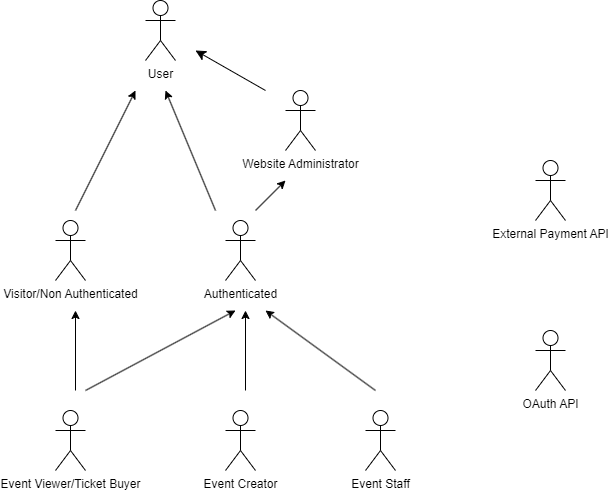 User
Website Administrator
External Payment API
Visitor/Non Authenticated
Authenticated
OAuth API
Event Viewer/Ticket Buyer
Event Creator
Event Staff